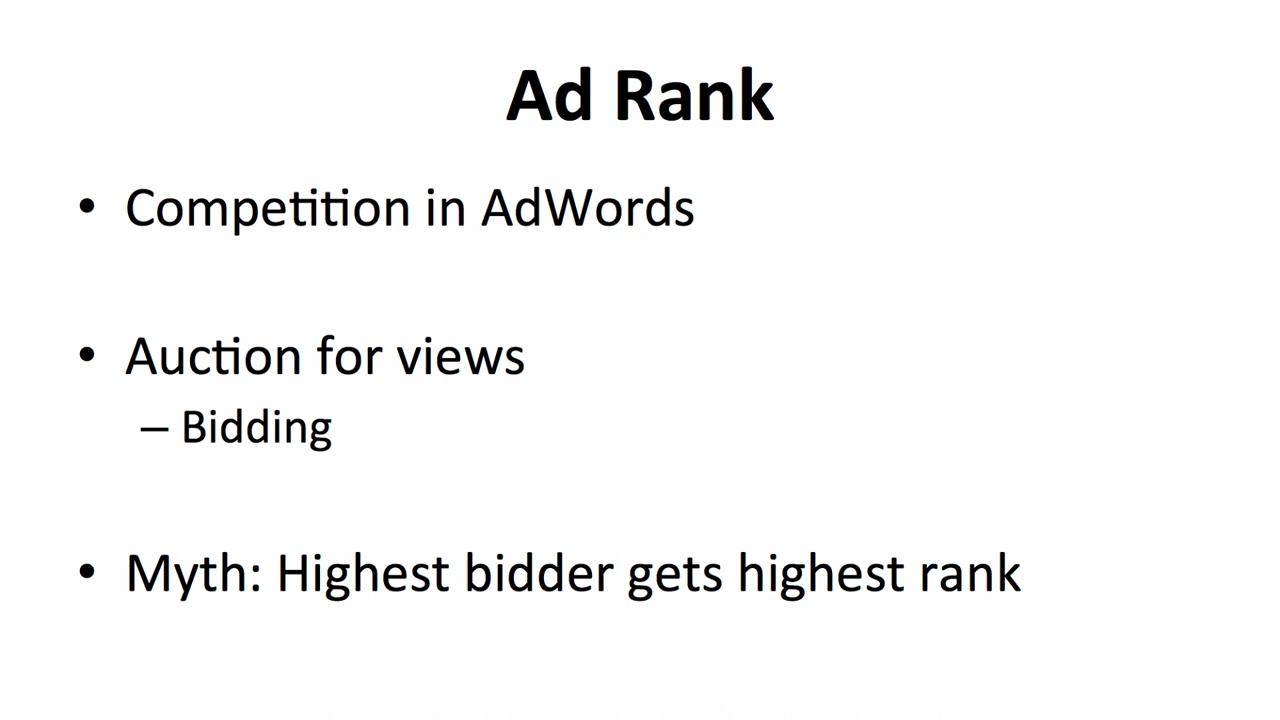 Ad Rank
• Competition in AdWords
• Auction for views
– Bidding
• Myth: Highest bidder gets highest rank